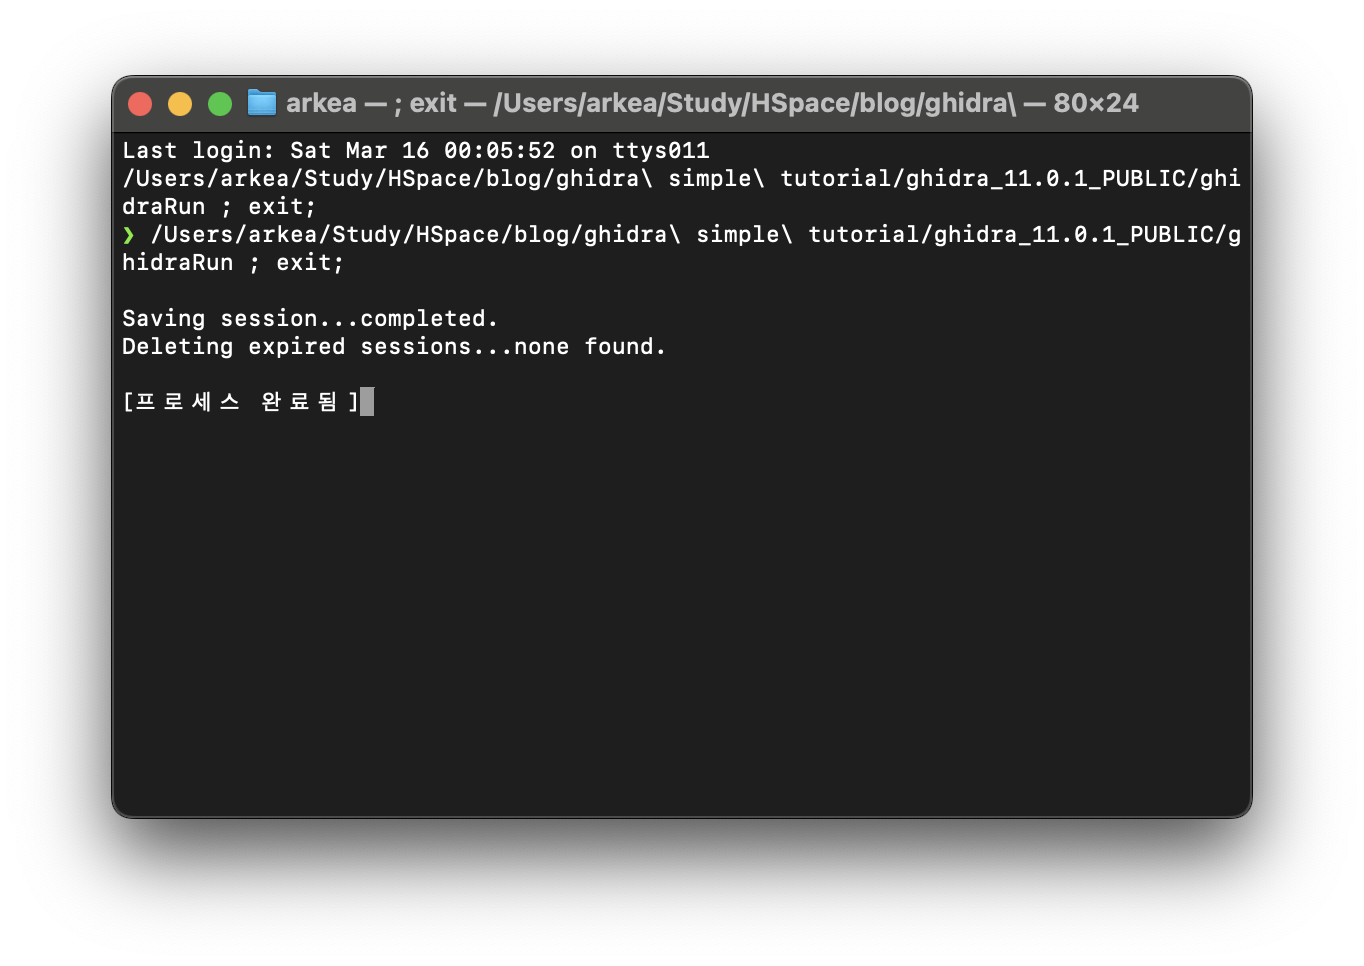 arkea — ; exit — /Users/arkea/Study/HSpace/blog/ghidra\ — 80×24
Last login: Sat Mar 16 00:05:52 on ttys011
/Users/arkea/Study/HSpace/blog/ghidra\ simple\ tutorial/ghidra_11.0.1_PUBLIC/ghi
draRun ; exit;
❯ /Users/arkea/Study/HSpace/blog/ghidra\ simple\ tutorial/ghidra_11.0.1_PUBLIC/g
hidraRun ; exit;
Saving session...completed.
Deleting expired sessions...none found.
[프로세스 완료됨]